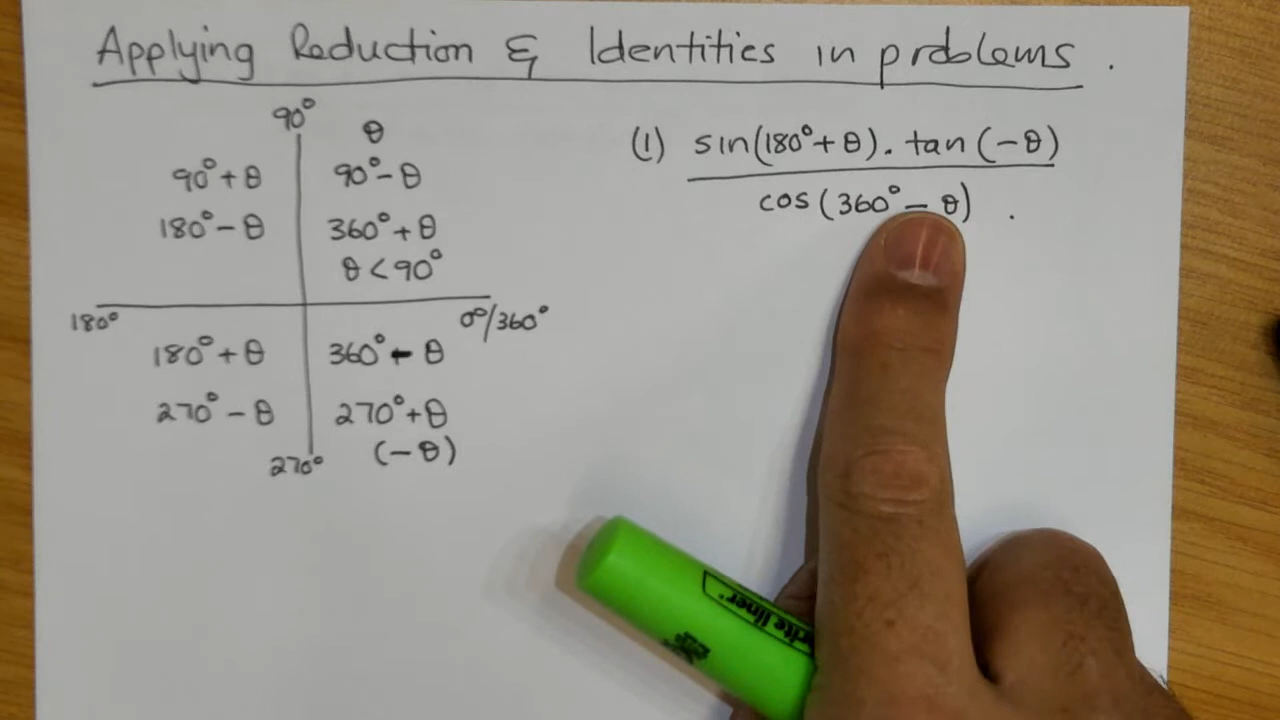 Applying Reduction & Identities in problems.
90°
θ
90°+θ 90°-θ
180°-θ 360°+θ
θ<90°
180° 0°/360°
180°+θ 360°-θ
270°-θ 270°+θ
270° (-θ)
(1) sin(180°+θ). tan(-θ)
cos(360°-θ) .
liner